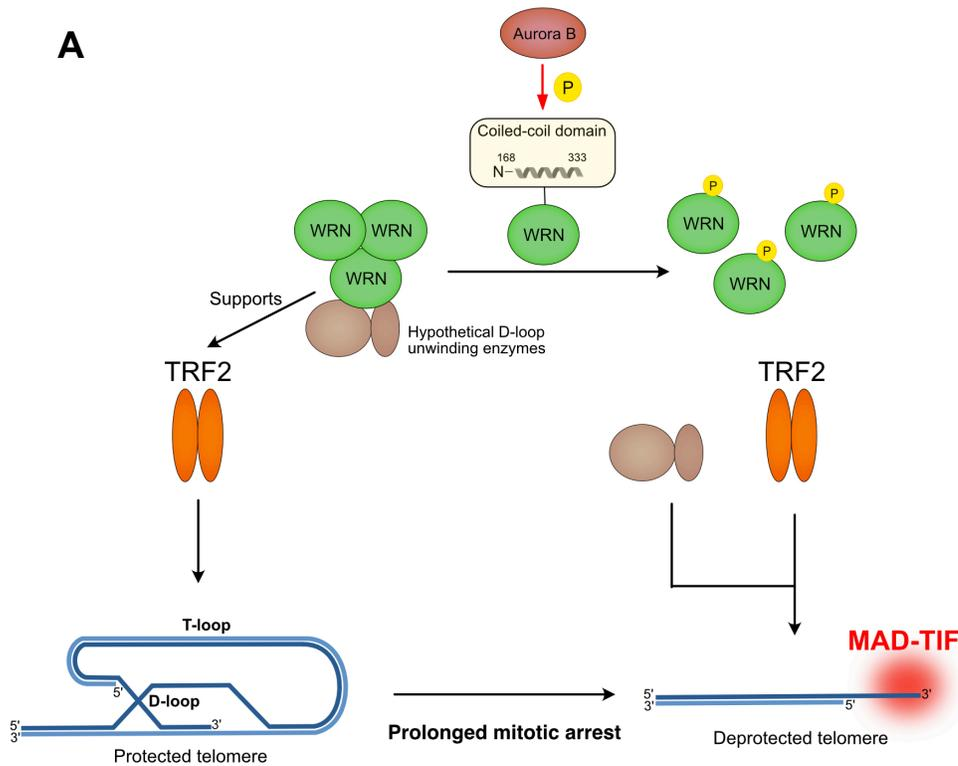 A
Aurora B
P
Coiled-coil domain
168 333
N
WRN
WRN WRN
WRN
P
WRN
P
WRN
P
WRN
Supports
Hypothetical D-loop
unwinding enzymes
TRF2
TRF2
T-loop
5'
D-loop
5'
3'
3'
Protected telomere
Prolonged mitotic arrest
MAD-TIF
5'
3'
3'
5'
Deprotected telomere